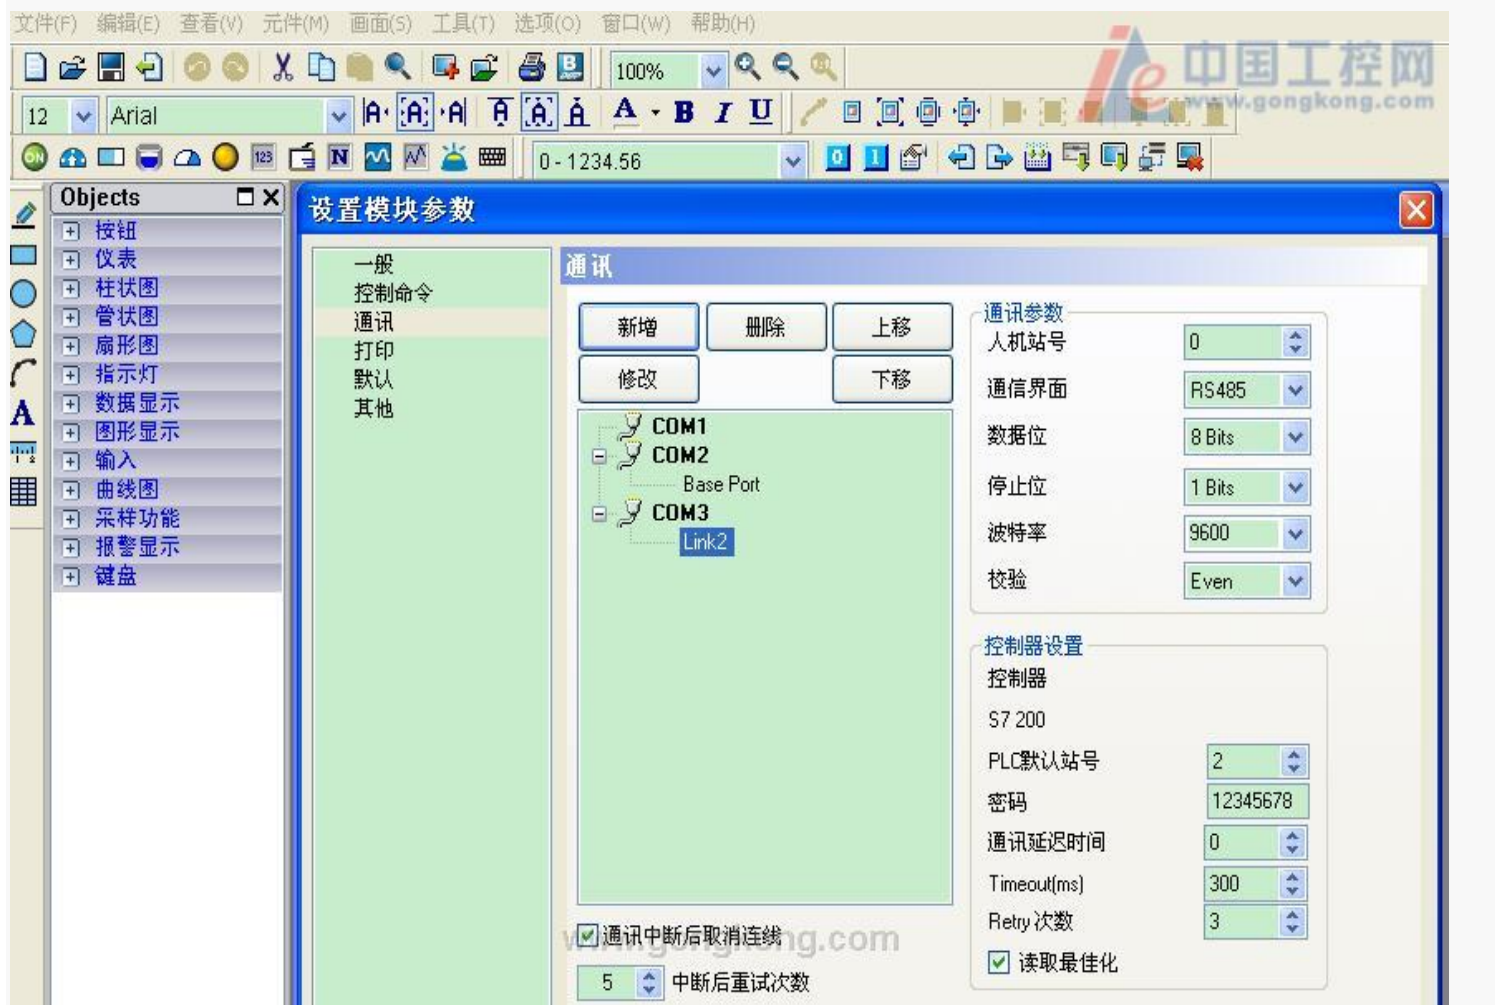 文件(F) 编辑(E) 查看(V) 元件(M) 画面(S) 工具(T) 选项(O) 窗口(W) 帮助(H)
中国工控网
www.gongkong.com
100%
12 Arial
A A A A A A A B I U
ON 123 N 0 - 1234.56 0 1
Objects
按钮
仪表
柱状图
管状图
扇形图
指示灯
数据显示
图形显示
输入
曲线图
采样功能
报警显示
键盘
A
设置模块参数
一般
控制命令
通讯
打印
默认
其他
通讯
新增 删除 上移
修改 下移
COM1
COM2
Base Port
COM3
Link2
通讯中断后取消连线
www.gongkong.com
5 中断后重试次数
通讯参数
人机站号 0
通信界面 RS485
数据位 8 Bits
停止位 1 Bits
波特率 9600
校验 Even
控制器设置
控制器
S7 200
PLC默认站号 2
密码 12345678
通讯延迟时间 0
Timeout(ms) 300
Retry 次数 3
读取最佳化